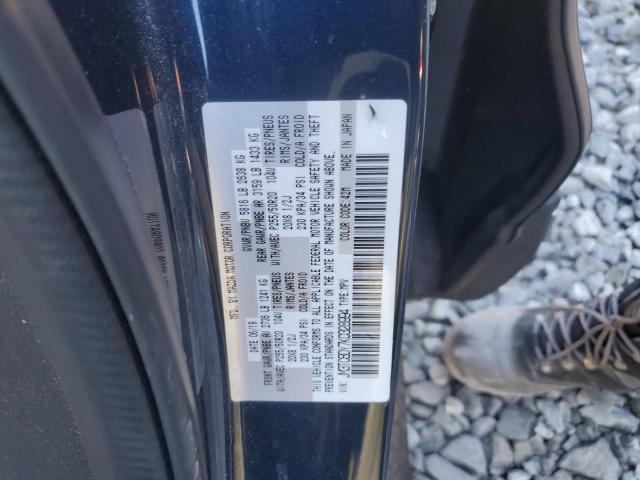 MFD. BY MAZDA MOTOR CORPORATION
DATE 06/19 GVWR/PNBV 5816 LB 2638 KG
FRONT GAWR/PNBE AV 2736 LB 1241 KG REAR GAWR/PNBE AR 3159 LB 1433 KG
WITH/AVEC P255/50R20 104V TIRES/PNEUS WITH/AVEC P255/50R20 104V TIRES/PNEUS
20X8 1/2J RIMS/JANTES 20X8 1/2J RIMS/JANTES
230 KPA/34 PSI COLD/A FROID 230 KPA/34 PSI COLD/A FROID
THIS VEHICLE CONFORMS TO ALL APPLICABLE FEDERAL MOTOR VEHICLE SAFETY AND THEFT
PREVENTION STANDARDS IN EFFECT ON THE DATE OF MANUFACTURE SHOWN ABOVE.
VIN: TYPE: MPV COLOR CODE: 42M MADE IN JAPAN